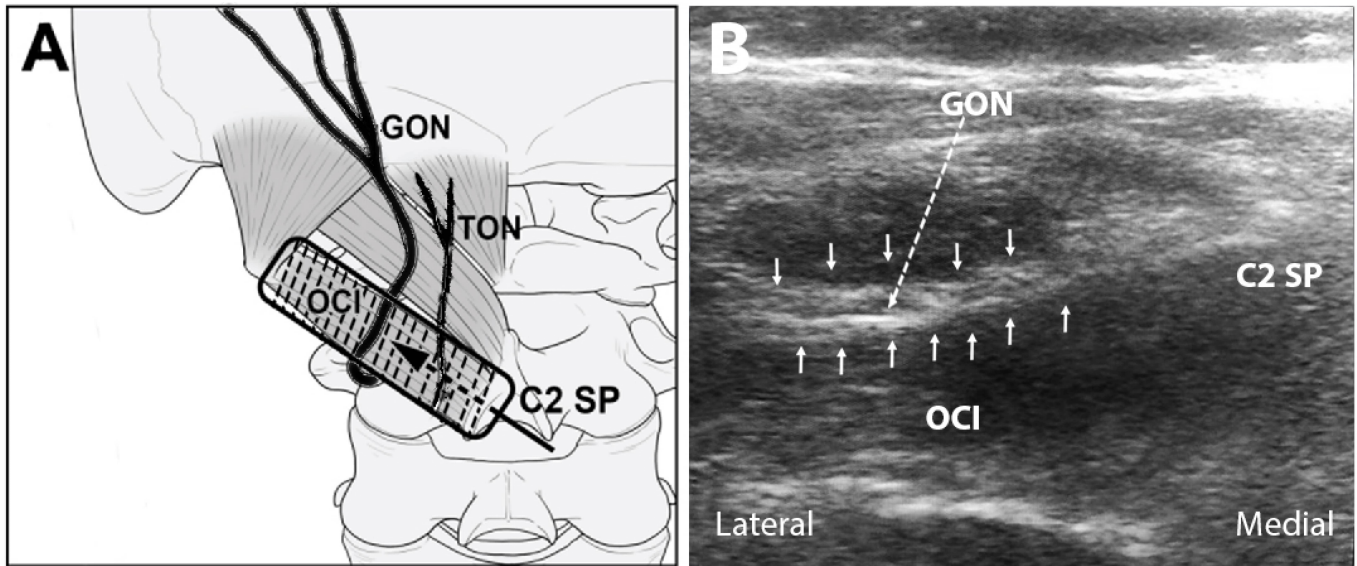 A
GON
TON
OCI
C2 SP
B
GON
C2 SP
OCI
Lateral
Medial